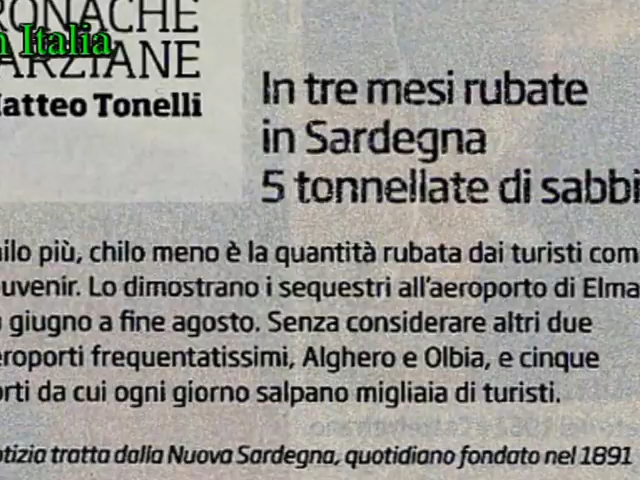 RONACHE
n Italia
ARZIANE
atteo Tonelli
In tre mesi rubate
in Sardegna
5 tonnellate di sabbi
ilo più, chilo meno è la quantità rubata dai turisti com
uvenir. Lo dimostrano i sequestri all'aeroporto di Elma
giugno a fine agosto. Senza considerare altri due
eroporti frequentatissimi, Alghero e Olbia, e cinque
orti da cui ogni giorno salpano migliaia di turisti.
otizia tratta dalla Nuova Sardegna, quotidiano fondato nel 1891